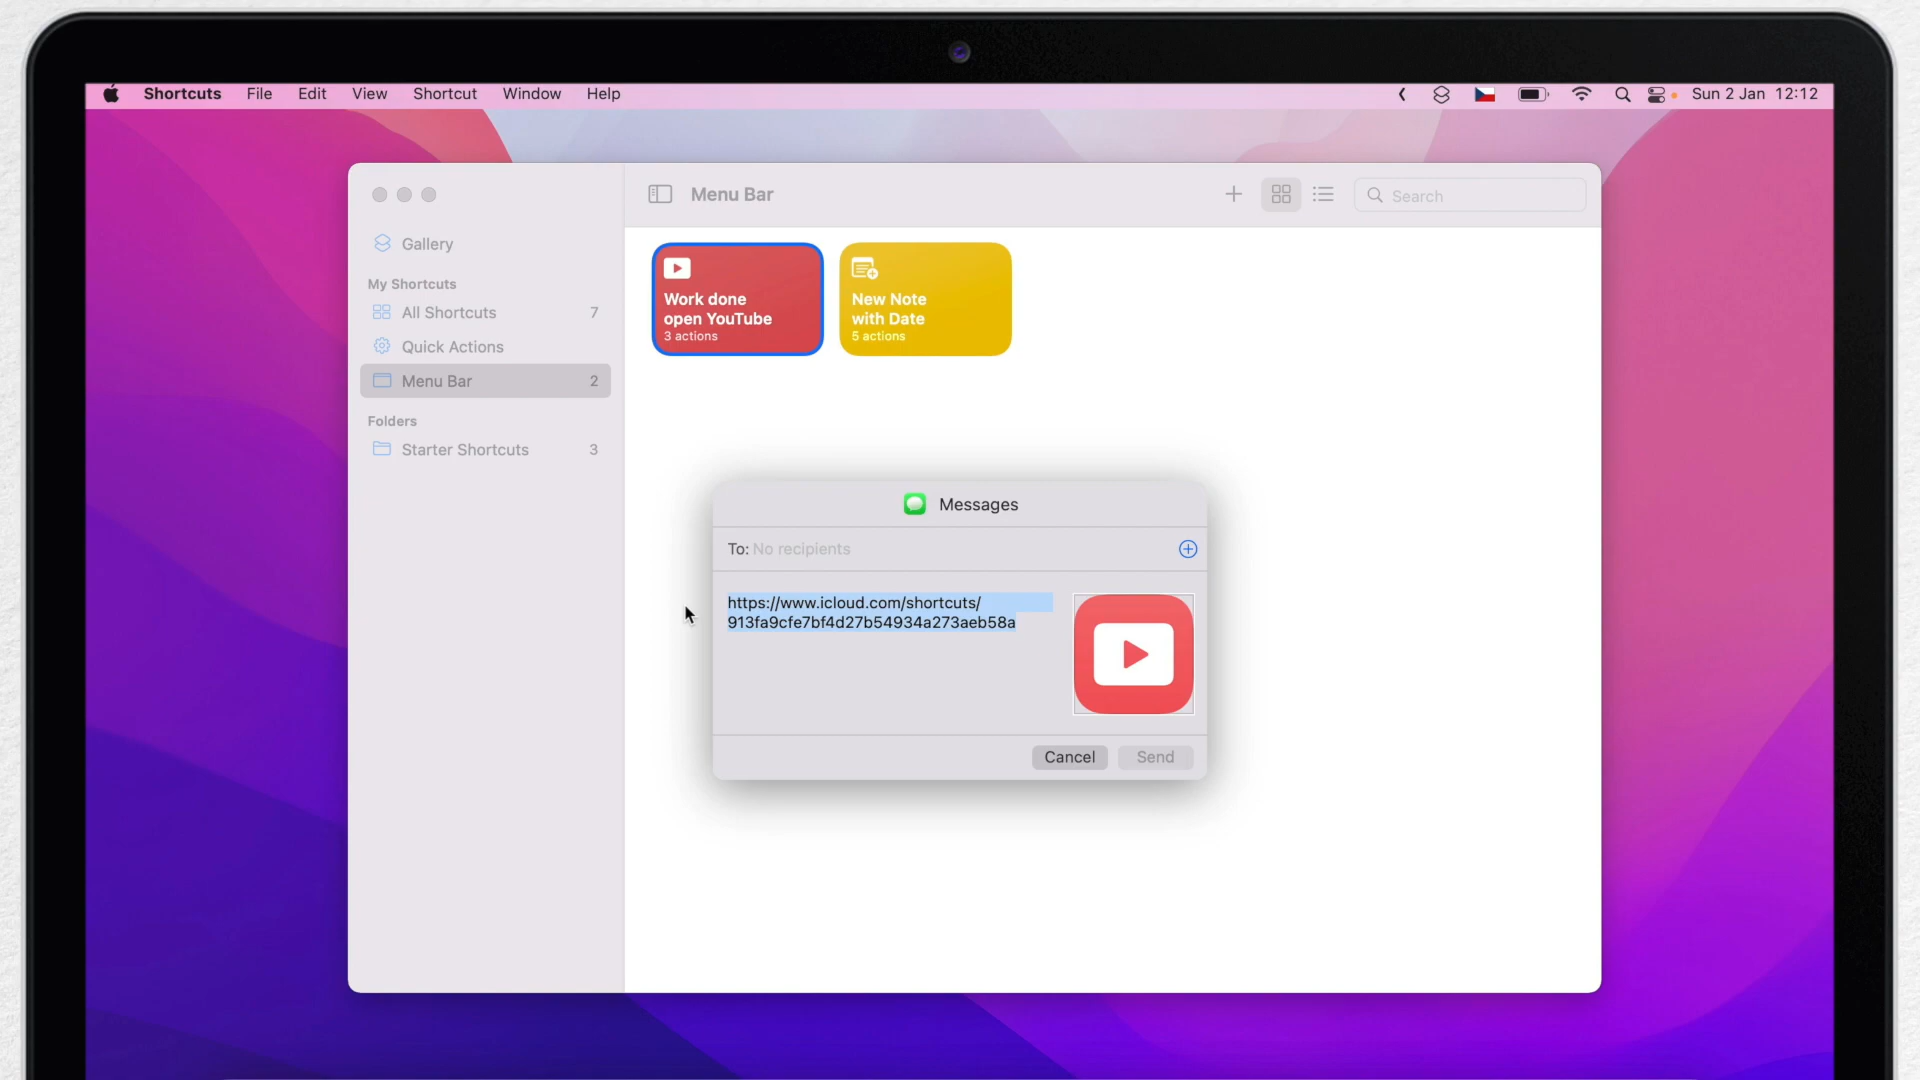 Shortcuts File Edit View Shortcut Window Help Sun 2 Jan 12:12
Menu Bar
Search
Gallery
My Shortcuts
All Shortcuts 7
Quick Actions
Menu Bar 2
Folders
Starter Shortcuts 3
Work done
open YouTube
3 actions
New Note
with Date
5 actions
Messages
To: No recipients
https://www.icloud.com/shortcuts/
913fa9cfe7bf4d27b54934a273aeb58a
Cancel Send